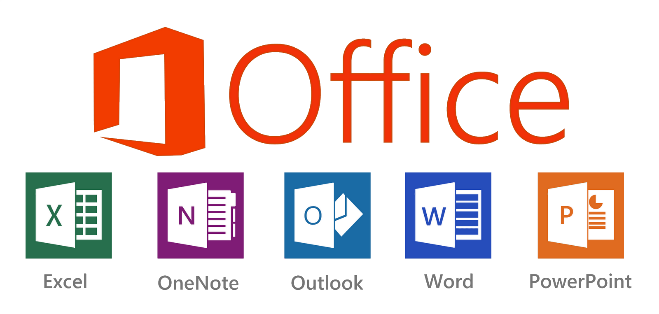 Office
X N O W P
Excel OneNote Outlook Word PowerPoint